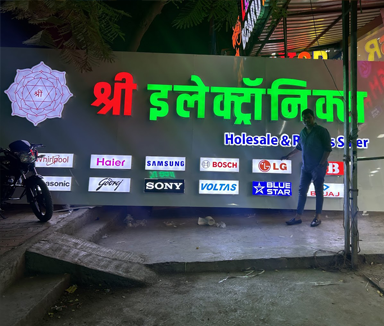 श्री
श्री इलेक्ट्रॉनिक्स
Holesale &
Whirlpool Haier SAMSUNG BOSCH LG
Panasonic Godrej SONY VOLTAS BLUE STAR BAJAJ